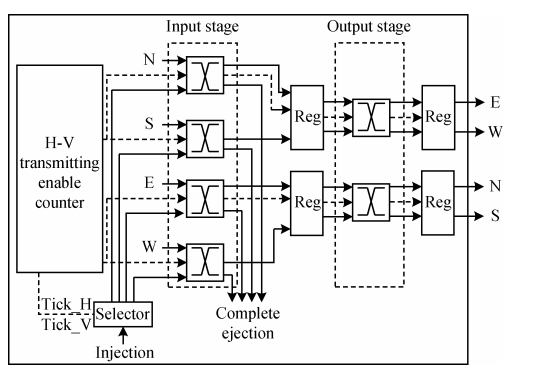 Input stage
Output stage
N
S
E
W
H-V
transmitting
enable
counter
Reg
Reg
Reg
Reg
E
W
N
S
Tick_H
Tick_V
Selector
Injection
Complete
ejection